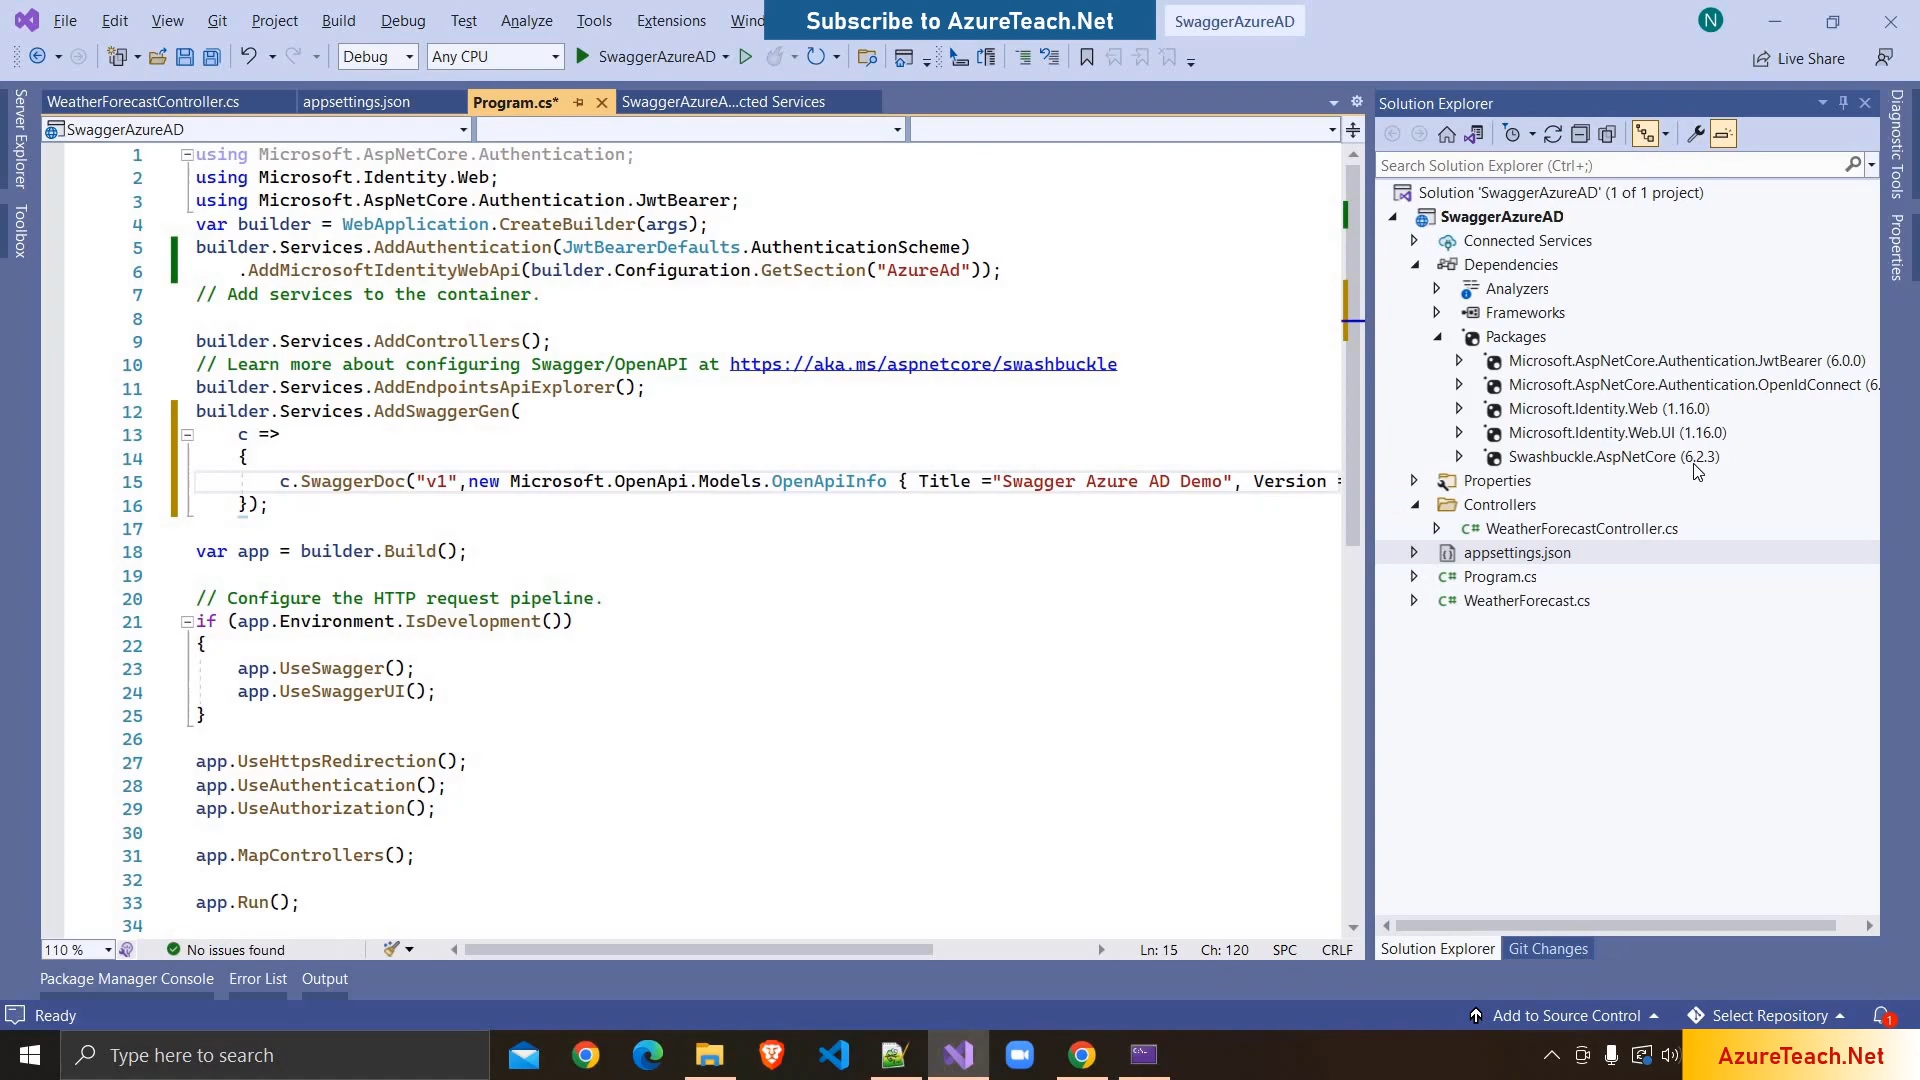 File Edit View Git Project Build Debug Test Analyze Tools Extensions Wind
Subscribe to AzureTeach.Net
SwaggerAzureAD
N
Debug Any CPU SwaggerAzureAD Live Share
Server Explorer
Toolbox
WeatherForecastController.cs appsettings.json Program.cs* SwaggerAzureA...cted Services
SwaggerAzureAD
1 using Microsoft.AspNetCore.Authentication;
2 using Microsoft.Identity.Web;
3 using Microsoft.AspNetCore.Authentication.JwtBearer;
4 var builder = WebApplication.CreateBuilder(args);
5 builder.Services.AddAuthentication(JwtBearerDefaults.AuthenticationScheme)
6 .AddMicrosoftIdentityWebApi(builder.Configuration.GetSection("AzureAd"));
7 // Add services to the container.
8
9 builder.Services.AddControllers();
10 // Learn more about configuring Swagger/OpenAPI at https://aka.ms/aspnetcore/swashbuckle
11 builder.Services.AddEndpointsApiExplorer();
12 builder.Services.AddSwaggerGen(
13 c =>
14 {
15 c.SwaggerDoc("v1",new Microsoft.OpenApi.Models.OpenApiInfo { Title ="Swagger Azure AD Demo", Version =
16 });
17
18 var app = builder.Build();
19
20 // Configure the HTTP request pipeline.
21 if (app.Environment.IsDevelopment())
22 {
23 app.UseSwagger();
24 app.UseSwaggerUI();
25 }
26
27 app.UseHttpsRedirection();
28 app.UseAuthentication();
29 app.UseAuthorization();
30
31 app.MapControllers();
32
33 app.Run();
34
110 % No issues found Ln: 15 Ch: 120 SPC CRLF
Solution Explorer
Search Solution Explorer (Ctrl+;)
Solution 'SwaggerAzureAD' (1 of 1 project)
SwaggerAzureAD
Connected Services
Dependencies
Analyzers
Frameworks
Packages
Microsoft.AspNetCore.Authentication.JwtBearer (6.0.0)
Microsoft.AspNetCore.Authentication.OpenIdConnect (6.
Microsoft.Identity.Web (1.16.0)
Microsoft.Identity.Web.UI (1.16.0)
Swashbuckle.AspNetCore (6.2.3)
Properties
Controllers
C# WeatherForecastController.cs
appsettings.json
C# Program.cs
C# WeatherForecast.cs
Solution Explorer Git Changes
Diagnostic Tools
Properties
Package Manager Console Error List Output
Ready Add to Source Control Select Repository 1
Type here to search
AzureTeach.Net